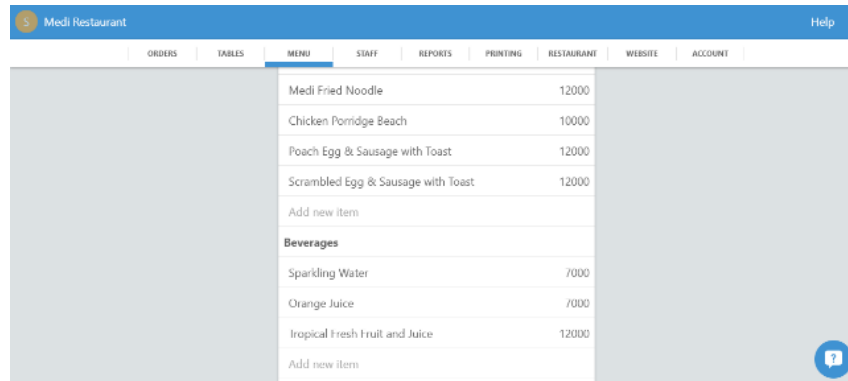 S Medi Restaurant Help
ORDERS TABLES MENU STAFF REPORTS PRINTING RESTAURANT WEBSITE ACCOUNT
Medi Fried Noodle 12000
Chicken Porridge Beach 10000
Poach Egg & Sausage with Toast 12000
Scrambled Egg & Sausage with Toast 12000
Add new item
Beverages
Sparkling Water 7000
Orange Juice 7000
Tropical Fresh Fruit and Juice 12000
Add new item
?